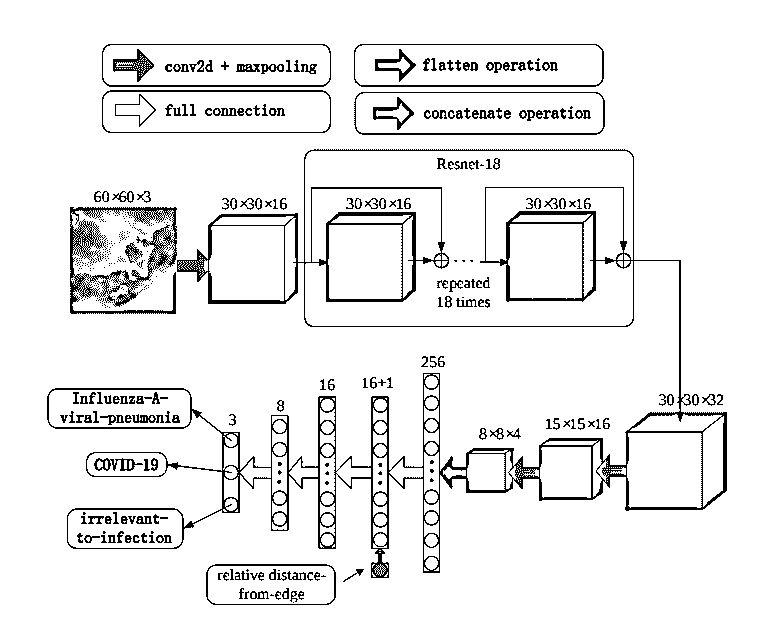 conv2d + maxpooling
flatten operation
full connection
concatenate operation
Resnet-18
60×60×3
30×30×16
30×30×16
30×30×16
repeated
18 times
30×30×32
15×15×16
8×8×4
256
16+1
16
8
3
Influenza-A-
viral-pneumonia
COVID-19
irrelevant-
to-infection
relative distance-
from-edge